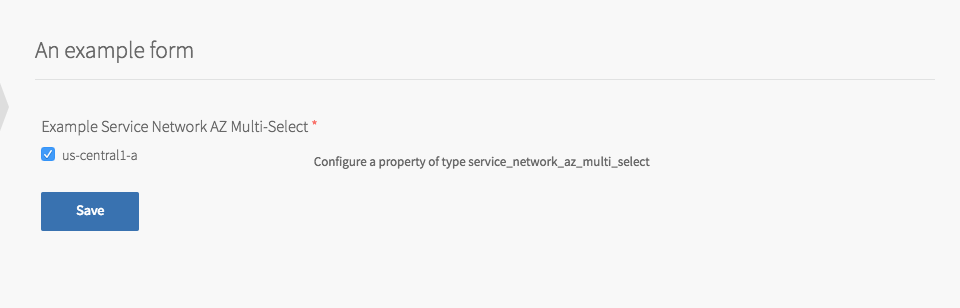 An example form
Example Service Network AZ Multi-Select *
us-central1-a
Configure a property of type service_network_az_multi_select
Save